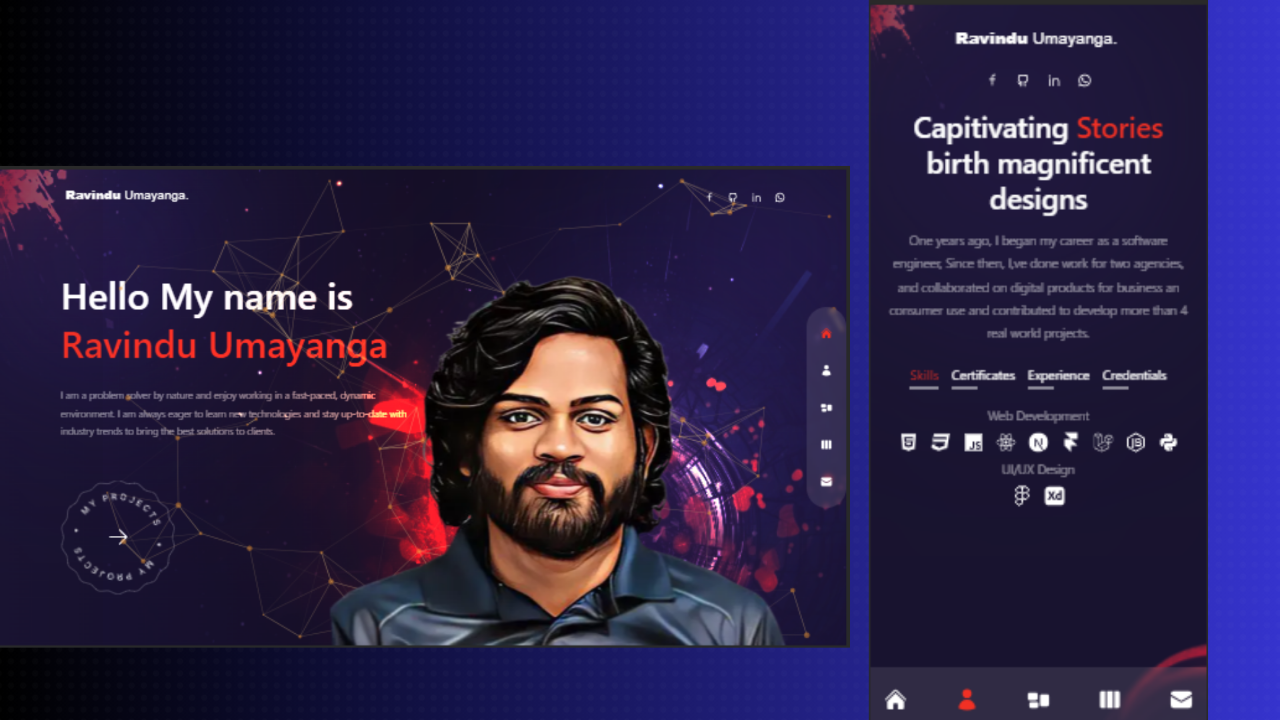 Ravindu Umayanga.
Hello My name is
Ravindu Umayanga
I am a problem solver by nature and enjoy working in a fast-paced, dynamic
environment. I am always eager to learn new technologies and stay up-to-date with
industry trends to bring the best solutions to clients.
MY PROJECTS • MY PROJECTS •
Ravindu Umayanga.
Capitivating Stories
birth magnificent
designs
One years ago, I began my career as a software
engineer, Since then, I,ve done work for two agencies,
and collaborated on digital products for business an
consumer use and contributed to develop more than 4
real world projects.
Skills Certificates Experience Credentials
Web Development
JS
N
JS
UI/UX Design
Xd